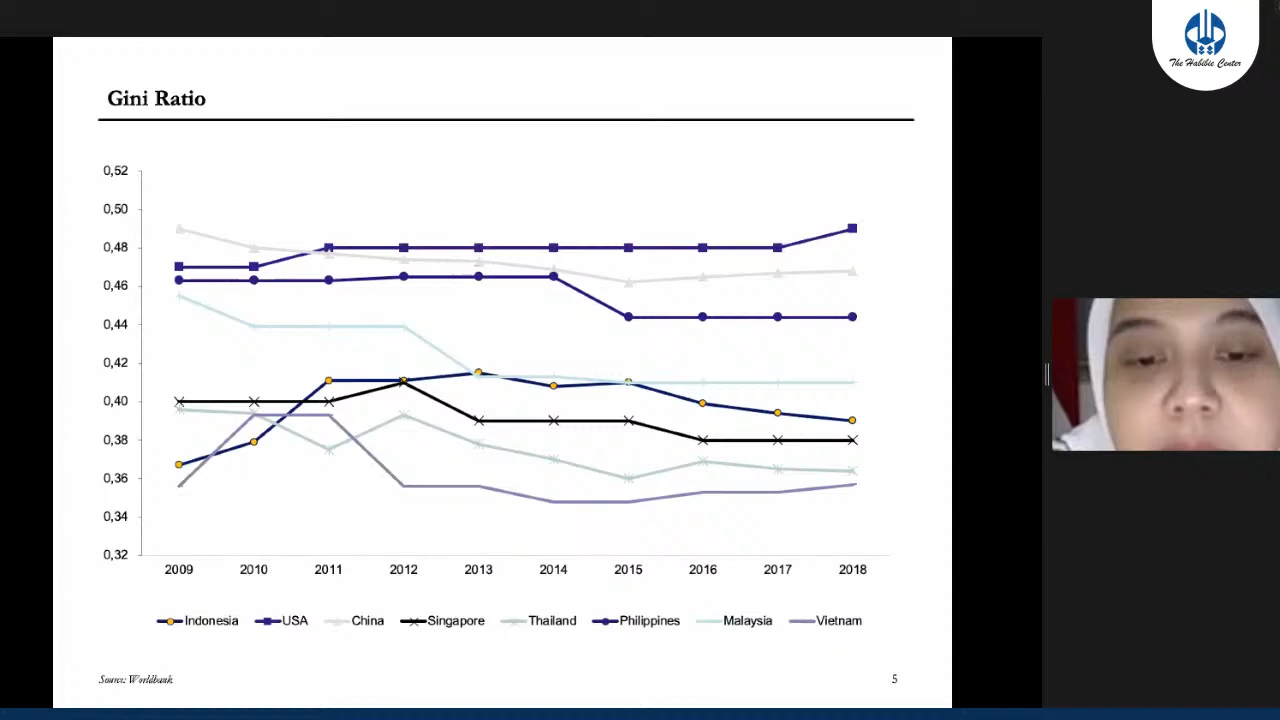 The Habibie Center
Gini Ratio
0,52
0,50
0,48
0,46
0,44
0,42
0,40
0,38
0,36
0,34
0,32
2009 2010 2011 2012 2013 2014 2015 2016 2017 2018
Indonesia USA China Singapore Thailand Philippines Malaysia Vietnam
Source: Worldbank
5